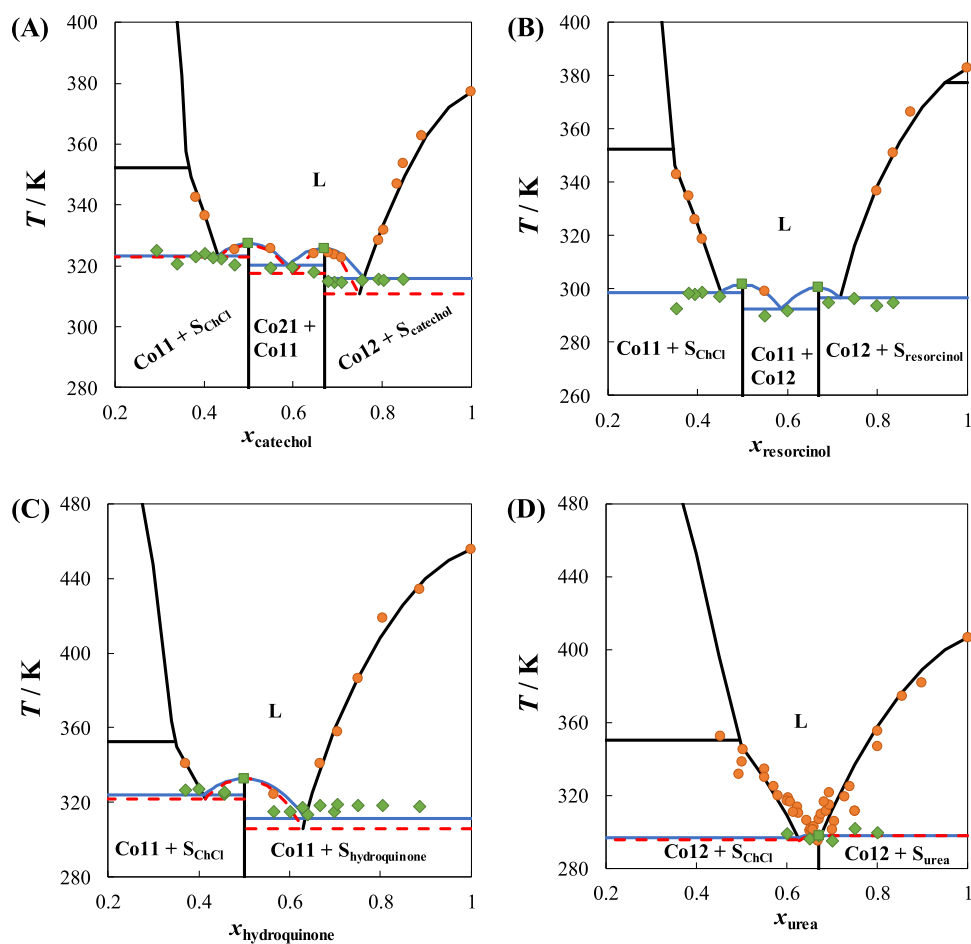 (A)
400
380
360
340
320
300
280
T / K
L
Co11 + SChCl
Co21 +
Co11
Co12 + Scatechol
0.2
0.4
0.6
0.8
1
xcatechol
(B)
400
380
360
340
320
300
280
260
T / K
L
Co11 + SChCl
Co11 +
Co12
Co12 + Sresorcinol
0.2
0.4
0.6
0.8
1
xresorcinol
(C)
480
440
400
360
320
280
T / K
L
Co11 + SChCl
Co11 + Shydroquinone
0.2
0.4
0.6
0.8
1
xhydroquinone
(D)
480
440
400
360
320
280
T / K
L
Co12 + SChCl
Co12 + Surea
0.2
0.4
0.6
0.8
1
xurea